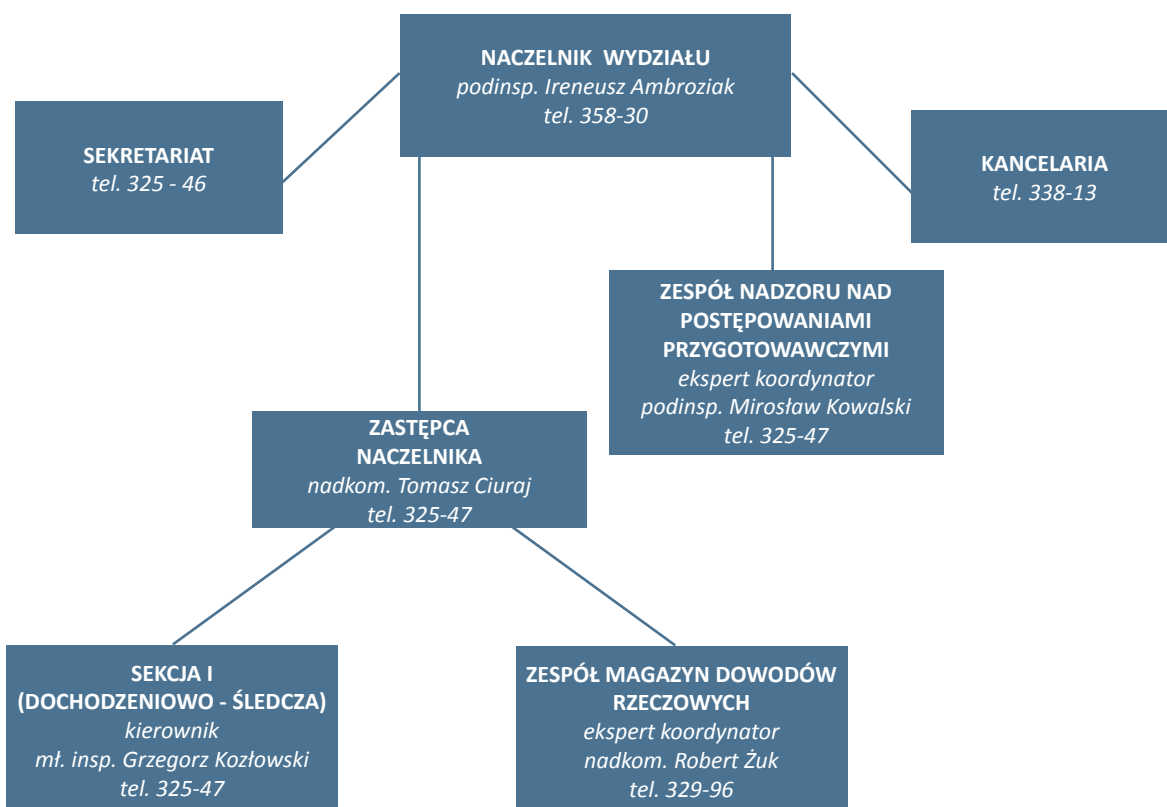 NACZELNIK WYDZIAŁU
podinsp. Ireneusz Ambroziak
tel. 358-30
SEKRETARIAT
tel. 325 - 46
KANCELARIA
tel. 338-13
ZESPÓŁ NADZORU NAD
POSTĘPOWANIAMI
PRZYGOTOWAWCZYMI
ekspert koordynator
podinsp. Mirosław Kowalski
tel. 325-47
ZASTĘPCA
NACZELNIKA
nadkom. Tomasz Ciuraj
tel. 325-47
SEKCJA I
(DOCHODZENIOWO - ŚLEDCZA)
kierownik
mł. insp. Grzegorz Kozłowski
tel. 325-47
ZESPÓŁ MAGAZYN DOWODÓW
RZECZOWYCH
ekspert koordynator
nadkom. Robert Żuk
tel. 329-96